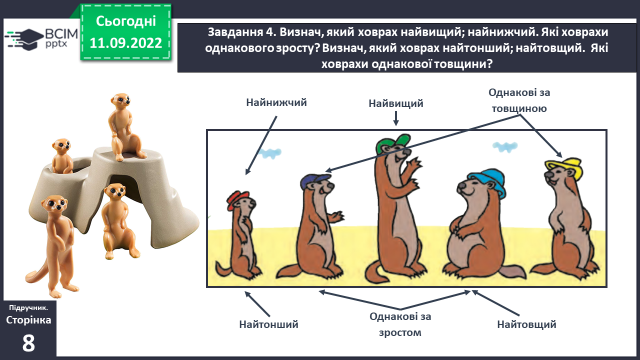 ВСІМ
pptx
Сьогодні
11.09.2022
Завдання 4. Визнач, який ховрах найвищий; найнижчий. Які ховрахи
однакового зросту? Визнач, який ховрах найтонший; найтовщий. Які
ховрахи однакової товщини?
Найнижчий
Найвищий
Однакові за
товщиною
Найтонший
Однакові за
зростом
Найтовщий
Підручник.
Сторінка
8